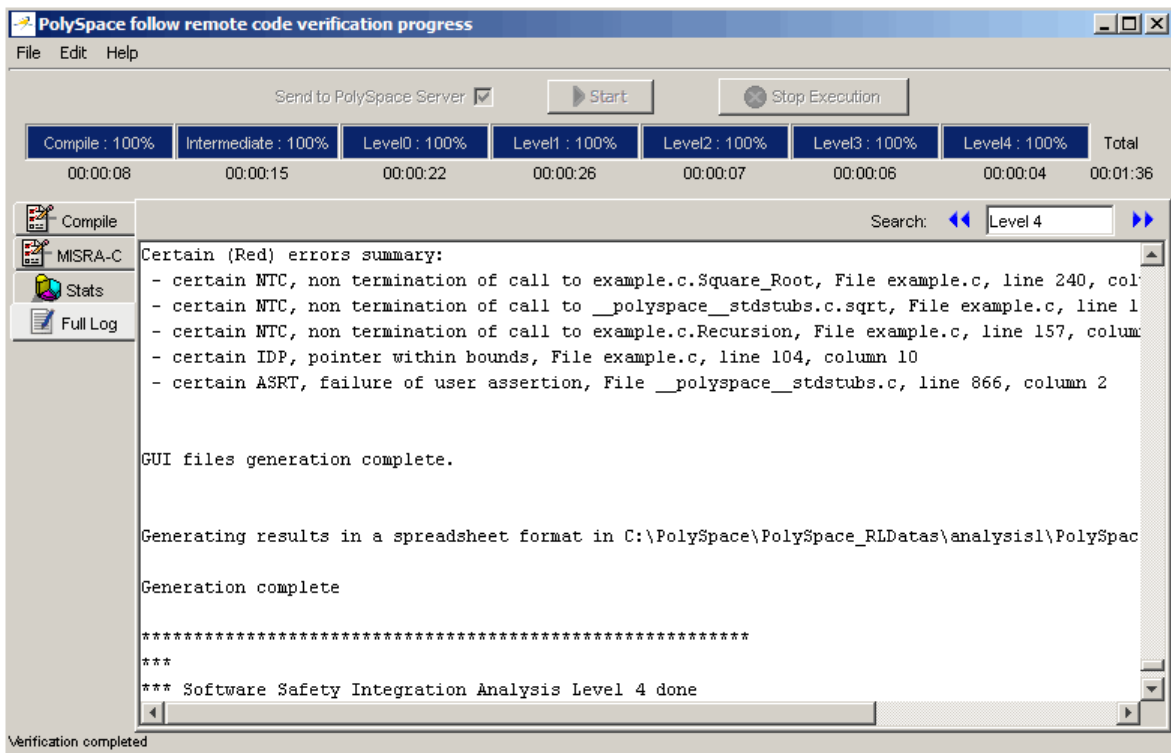 PolySpace follow remote code verification progress
File Edit Help
Send to PolySpace Server Start Stop Execution
Compile : 100% Intermediate : 100% Level0 : 100% Level1 : 100% Level2 : 100% Level3 : 100% Level4 : 100% Total
00:00:08 00:00:15 00:00:22 00:00:26 00:00:07 00:00:06 00:00:04 00:01:36
Compile
MISRA-C
Stats
Full Log
Search: Level 4
Certain (Red) errors summary:
- certain NTC, non termination of call to example.c.Square_Root, File example.c, line 240, col
- certain NTC, non termination of call to __polyspace__stdstubs.c.sqrt, File example.c, line 1
- certain NTC, non termination of call to example.c.Recursion, File example.c, line 157, colum
- certain IDP, pointer within bounds, File example.c, line 104, column 10
- certain ASRT, failure of user assertion, File __polyspace__stdstubs.c, line 866, column 2
GUI files generation complete.
Generating results in a spreadsheet format in C:\PolySpace\PolySpace_RLDatas\analysis1\PolySpac
Generation complete
**********************************************************
***
*** Software Safety Integration Analysis Level 4 done
Verification completed